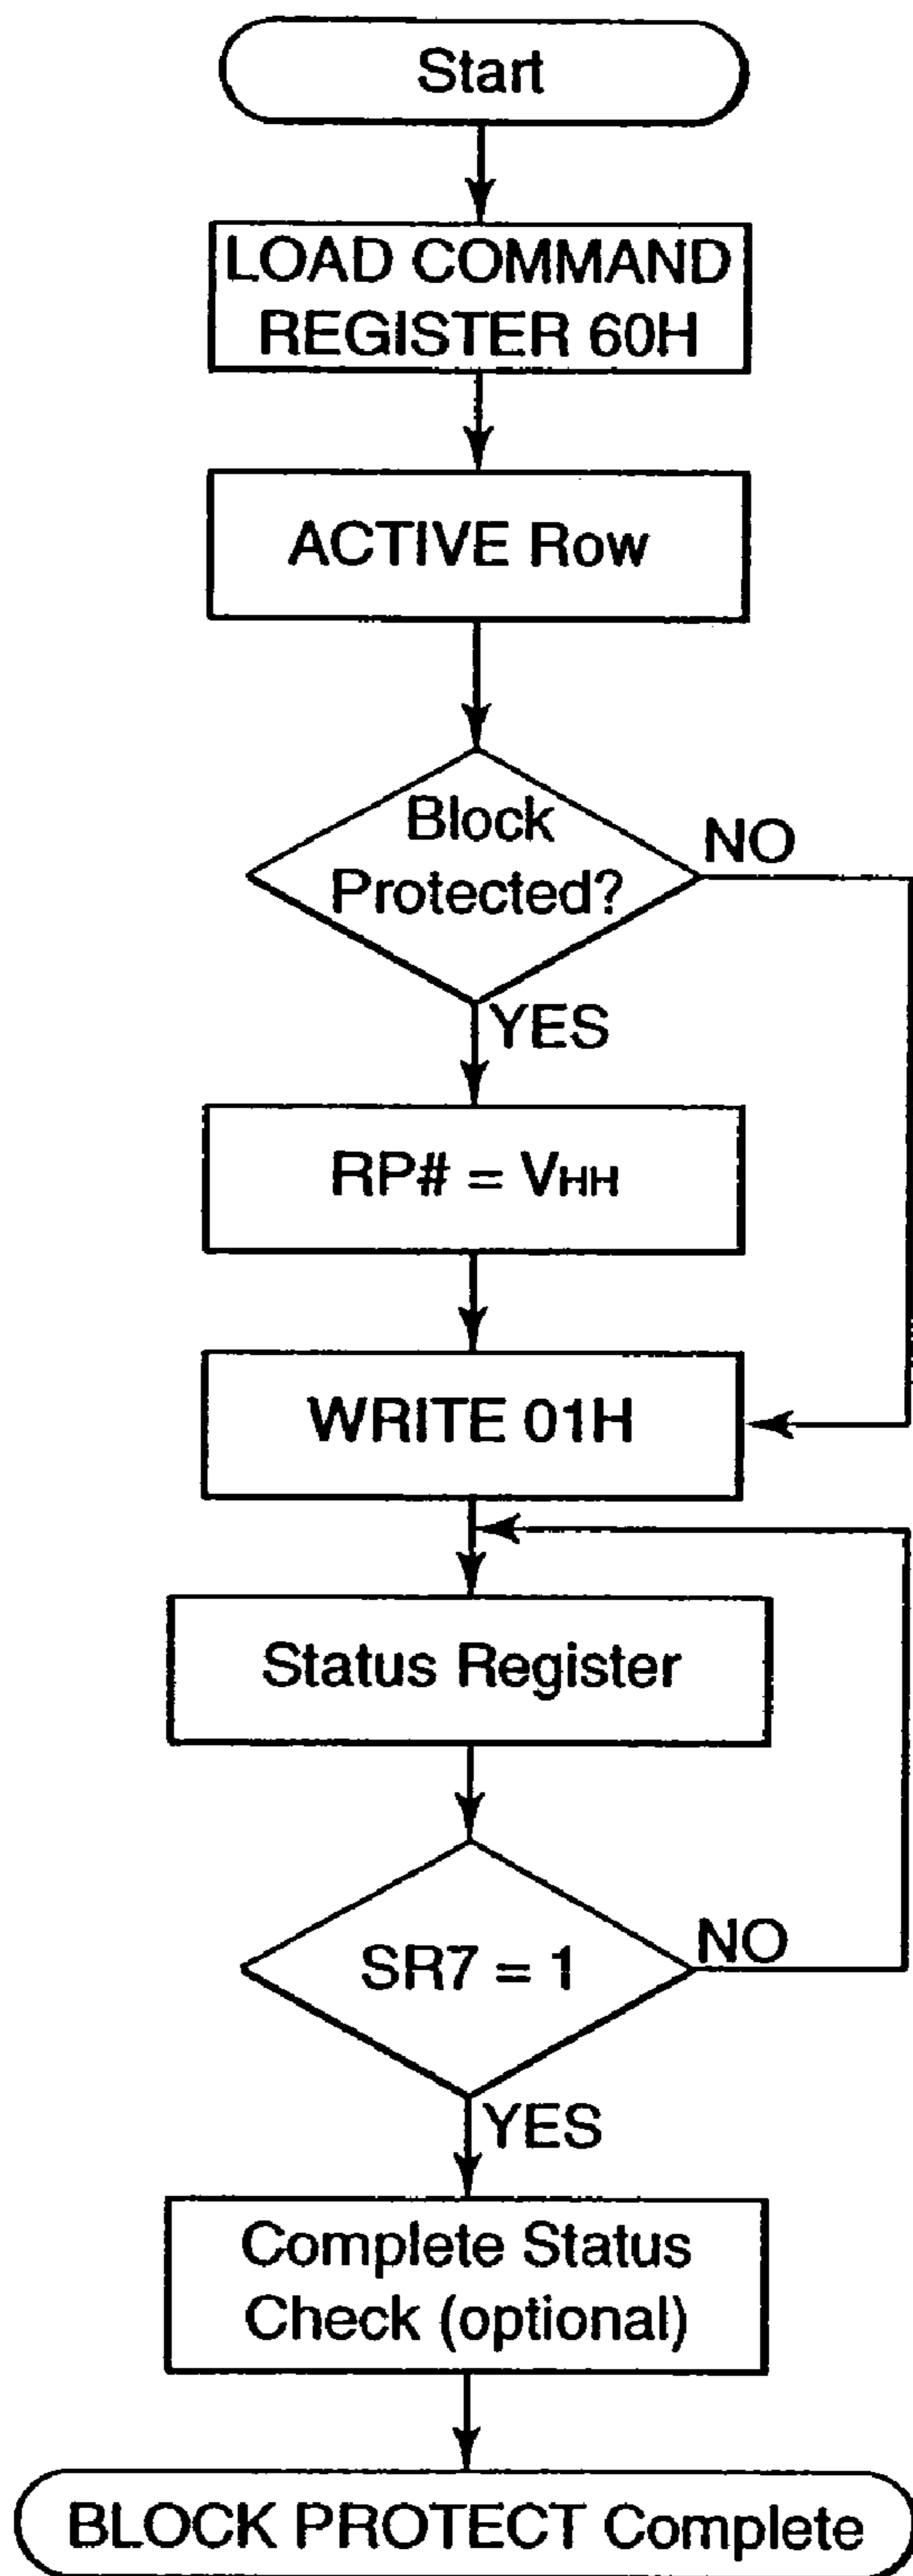 Start
LOAD COMMAND
REGISTER 60H
ACTIVE Row
Block
Protected?
NO
YES
RP# = VHH
WRITE 01H
Status Register
SR7 = 1
NO
YES
Complete Status
Check (optional)
BLOCK PROTECT Complete